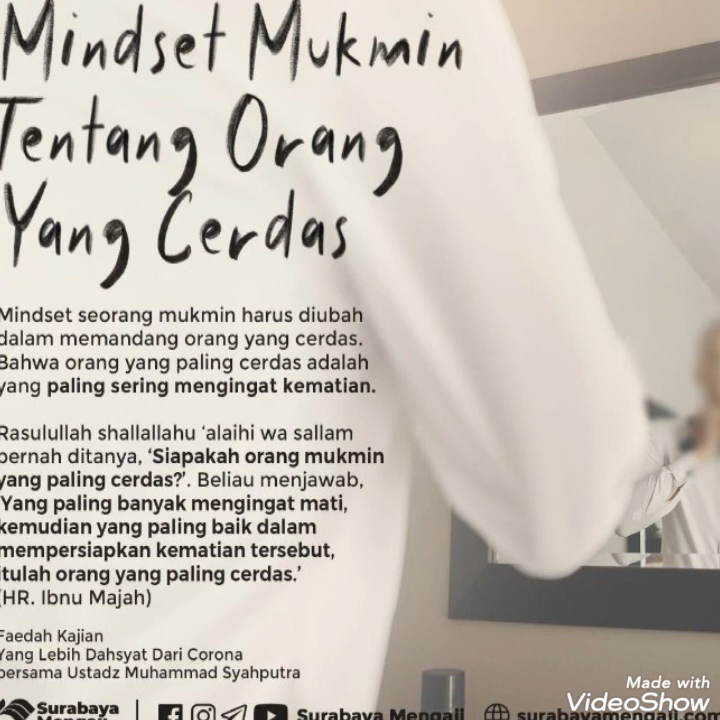 Mindset Mukmin
Tentang Orang
Yang Cerdas
Mindset seorang mukmin harus diubah
dalam memandang orang yang cerdas.
Bahwa orang yang paling cerdas adalah
yang paling sering mengingat kematian.
Rasulullah shallallahu ‘alaihi wa sallam
pernah ditanya, ‘Siapakah orang mukmin
yang paling cerdas?’. Beliau menjawab,
Yang paling banyak mengingat mati,
kemudian yang paling baik dalam
mempersiapkan kematian tersebut,
itulah orang yang paling cerdas.’
(HR. Ibnu Majah)
Faedah Kajian
Yang Lebih Dahsyat Dari Corona
bersama Ustadz Muhammad Syahputra
Surabaya
Mengaji
Surabaya Mengaji
surabayamengaji.com
Made with
VideoShow